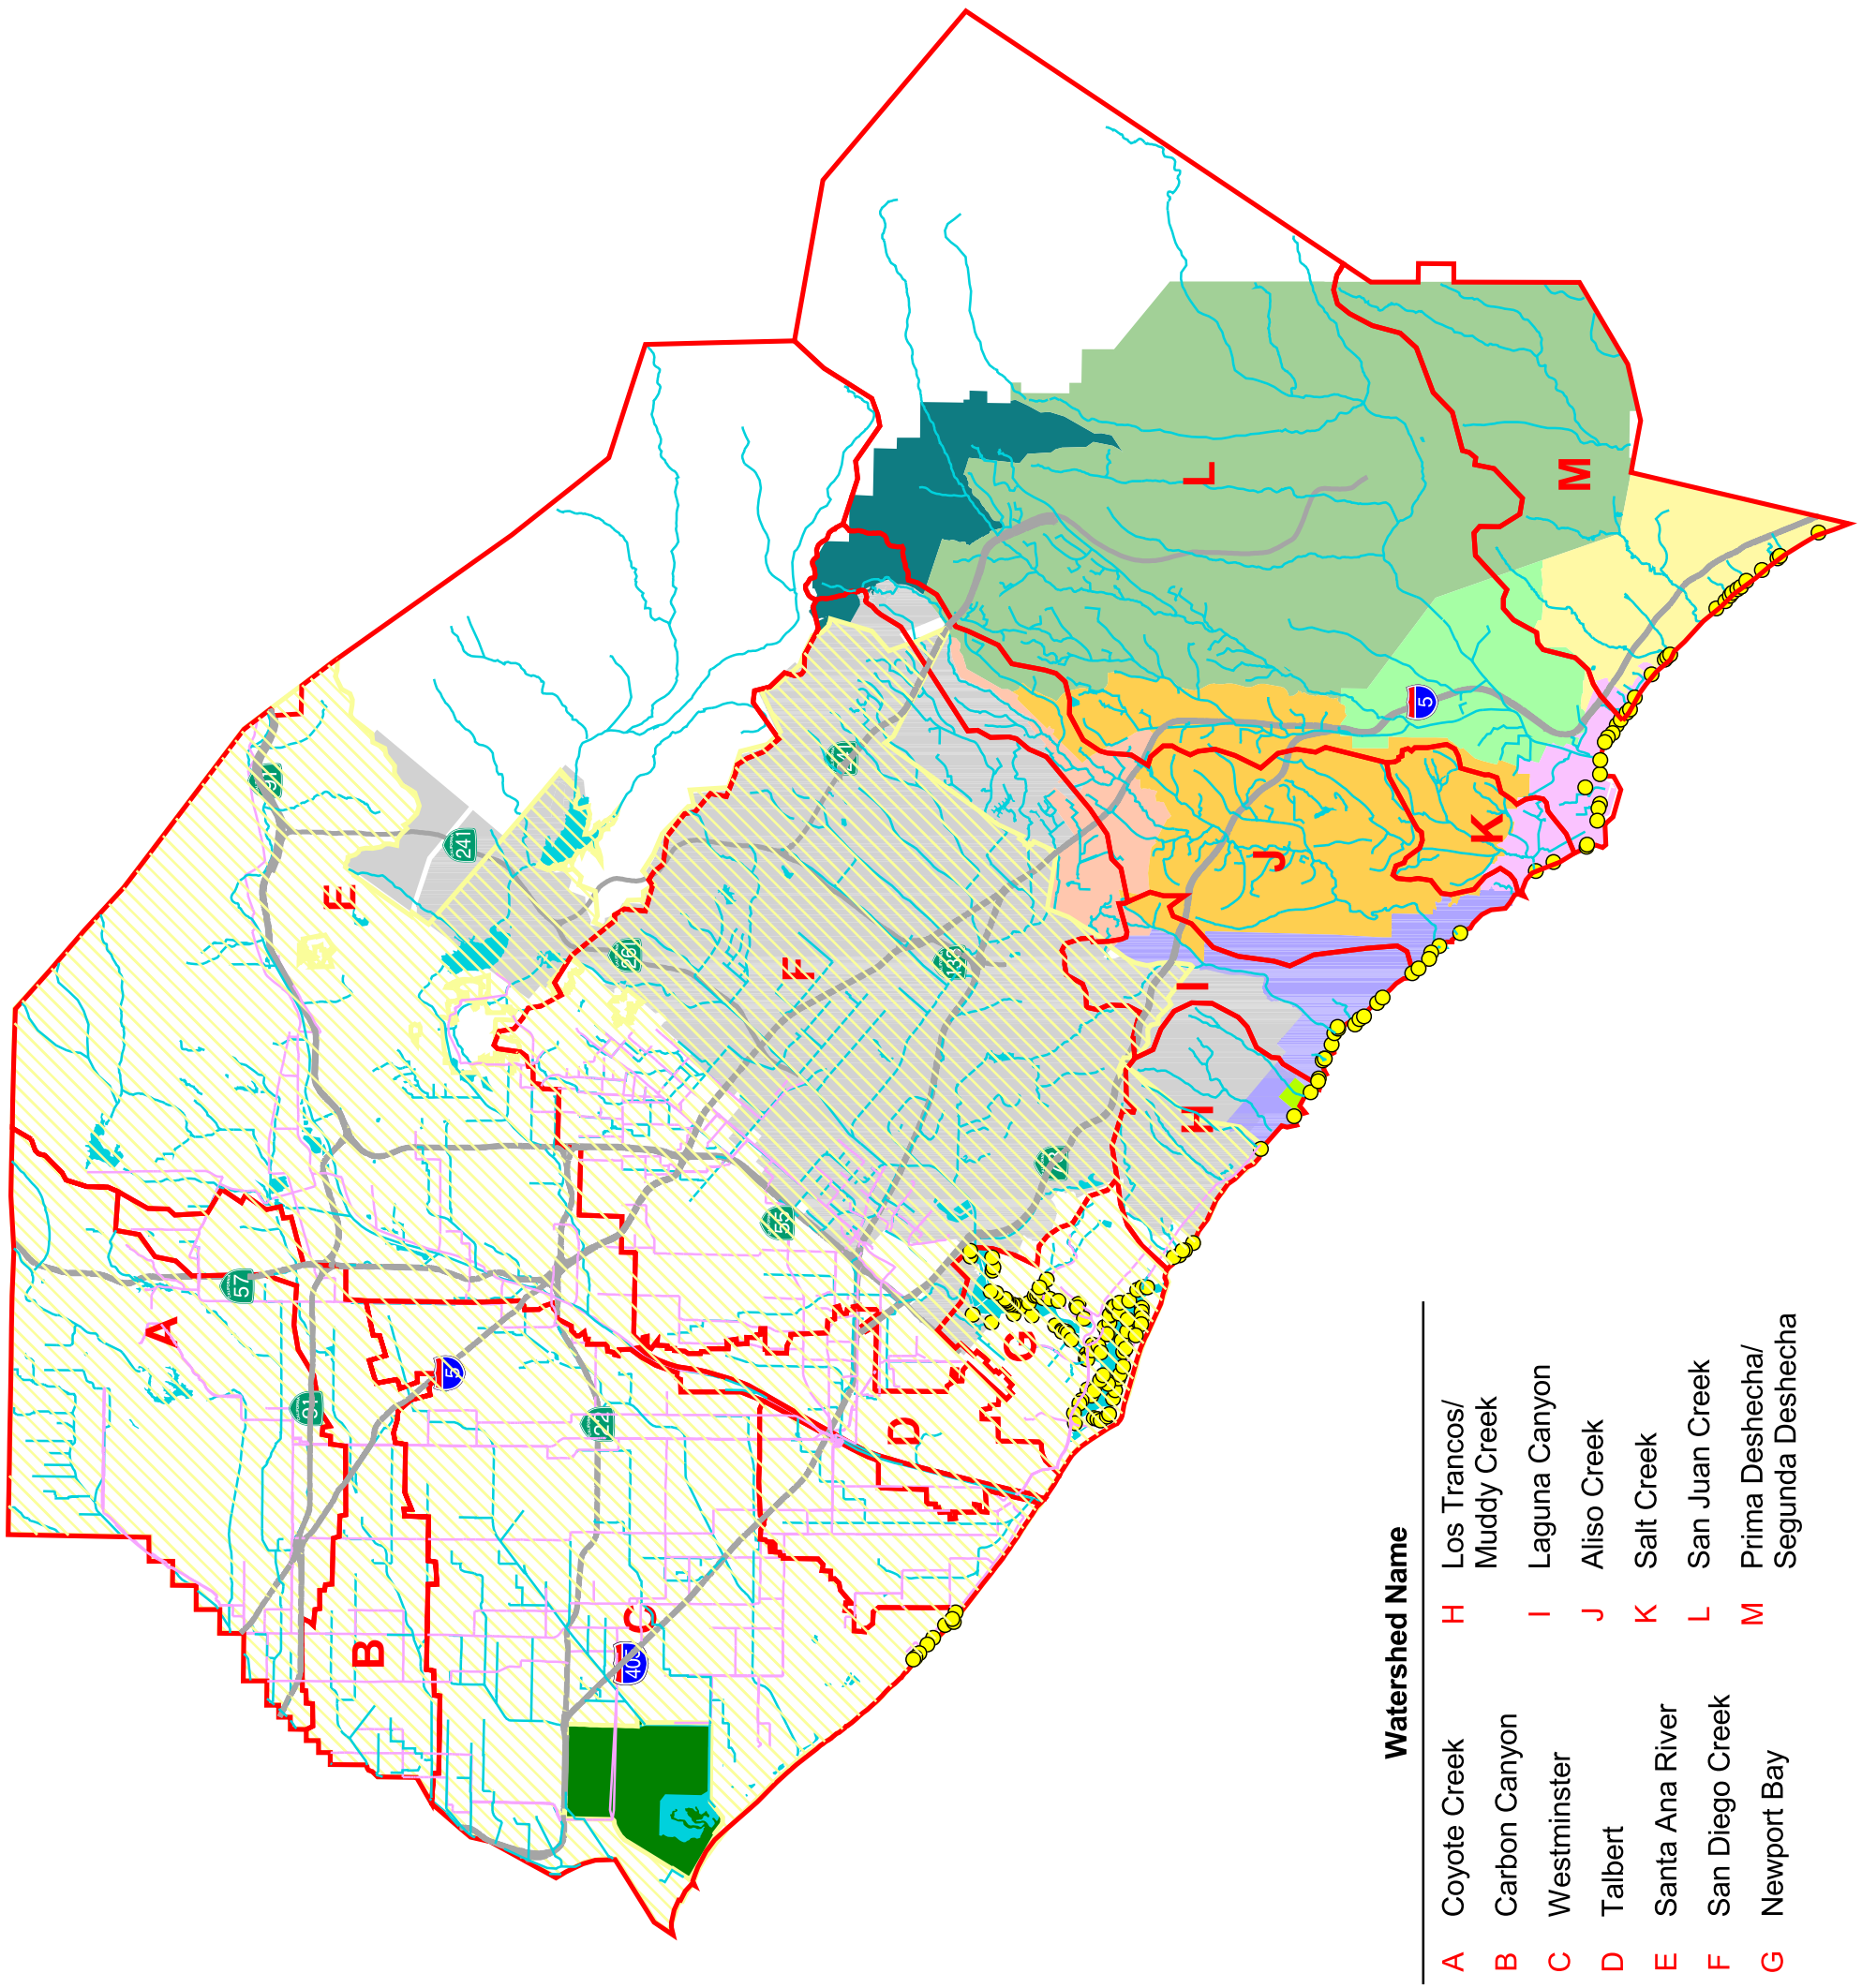 A
B
C
D
E
F
G
H
I
J
K
L
M
57
91
91
5
22
405
55
241
261
241
133
73
5
Watershed Name
A Coyote Creek
B Carbon Canyon
C Westminster
D Talbert
E Santa Ana River
F San Diego Creek
G Newport Bay
H Los Trancos/
Muddy Creek
I Laguna Canyon
J Aliso Creek
K Salt Creek
L San Juan Creek
M Prima Deshecha/
Segunda Deshecha